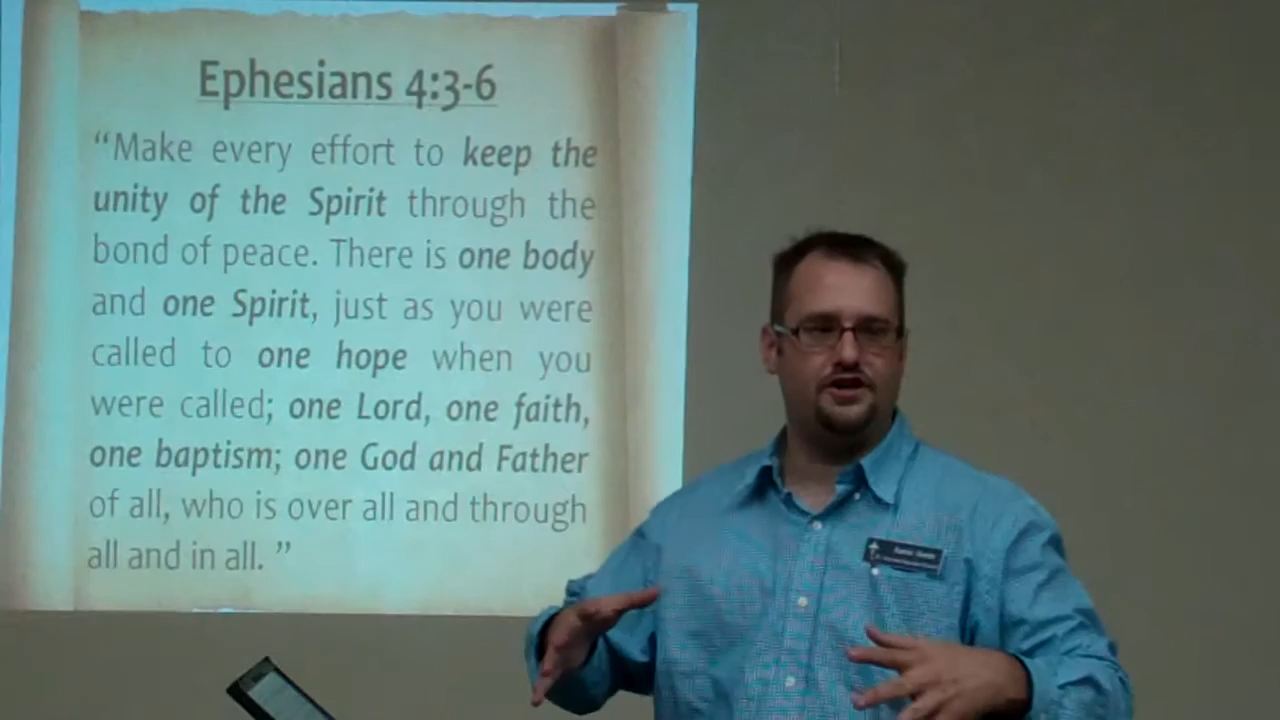 Ephesians 4:3-6
“Make every effort to keep the
unity of the Spirit through the
bond of peace. There is one body
and one Spirit, just as you were
called to one hope when you
were called; one Lord, one faith,
one baptism; one God and Father
of all, who is over all and through
all and in all. ”